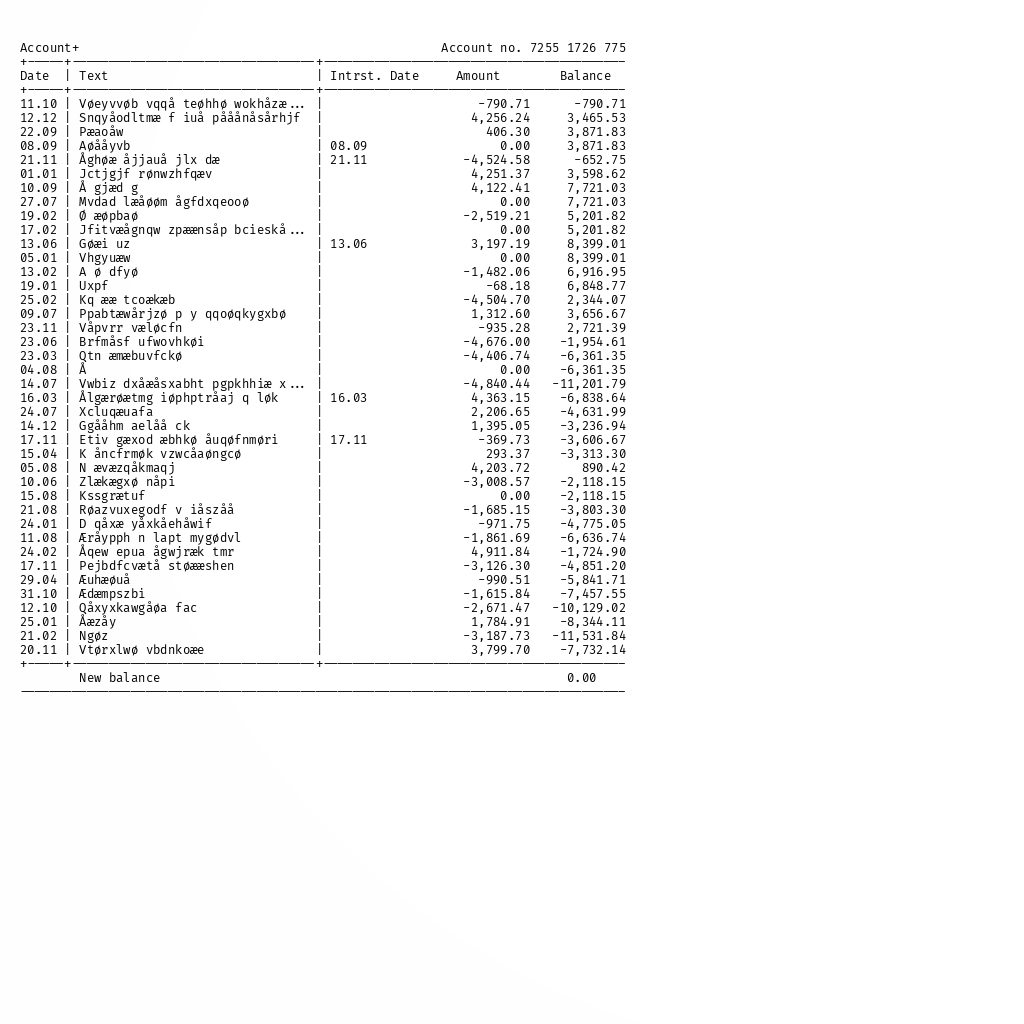 Account+ Account no. 7255 1726 775
Date | Text | Intrst. Date Amount Balance
11.10 | Vøeyvvøb vqqå teøhhø wokhåzæ... | -790.71 -790.71
12.12 | Snqyåodltmæ f iuå påäånåsårhjf | 4,256.24 3,465.53
22.09 | Pæaoåw | 406.30 3,871.83
08.09 | Aøååyvb | 08.09 0.00 3,871.83
21.11 | Åghøæ åjjauå jlx dæ | 21.11 -4,524.58 -652.75
01.01 | Jctjgjf rønwzhfqæv | 4,251.37 3,598.62
10.09 | Å gjæd g | 4,122.41 7,721.03
27.07 | Mvdad læåøøm ågfdxqeooø | 0.00 7,721.03
19.02 | Ø æøpbaø | -2,519.21 5,201.82
17.02 | Jfitvæågnqw zpæænsåp bcieskå... | 0.00 5,201.82
13.06 | Gøæi uz | 13.06 3,197.19 8,399.01
05.01 | Vhgyuæw | 0.00 8,399.01
13.02 | A ø dfyø | -1,482.06 6,916.95
19.01 | Uxpf | -68.18 6,848.77
25.02 | Kq ææ tcoækæb | -4,504.70 2,344.07
09.07 | Ppabtæwårjzø p y qqoøqkygxbø | 1,312.60 3,656.67
23.11 | Våpvrr væløcfn | -935.28 2,721.39
23.06 | Brfmåsf ufwovhkøi | -4,676.00 -1,954.61
23.03 | Qtn æmæbuvfckø | -4,406.74 -6,361.35
04.08 | Å | 0.00 -6,361.35
14.07 | Vwbiz dxåæåsxabht pgpkhhiæ x... | -4,840.44 -11,201.79
16.03 | Ålgærøætmg iøphptråaj q løk | 16.03 4,363.15 -6,838.64
24.07 | Xcluqæuafa | 2,206.65 -4,631.99
14.12 | Ggååhm aelåå ck | 1,395.05 -3,236.94
17.11 | Etiv gæxod æbhkø åuqøfnmøri | 17.11 -369.73 -3,606.67
15.04 | K åncfrmøk vzwcåaøngcø | 293.37 -3,313.30
05.08 | N ævæzqåkmaqj | 4,203.72 890.42
10.06 | Zlækægxø nåpi | -3,008.57 -2,118.15
15.08 | Kssgrætuf | 0.00 -2,118.15
21.08 | Røazvuxegodf v iåszåå | -1,685.15 -3,803.30
24.01 | D qåxæ yåxkåehåwif | -971.75 -4,775.05
11.08 | Æråypph n lapt mygødvl | -1,861.69 -6,636.74
24.02 | Åqew epua ågwjræk tmr | 4,911.84 -1,724.90
17.11 | Pejbdfcvætå støææshen | -3,126.30 -4,851.20
29.04 | Æuhæøuå | -990.51 -5,841.71
31.10 | Ædæmpszbi | -1,615.84 -7,457.55
12.10 | Qåxyxkawgåøa fac | -2,671.47 -10,129.02
25.01 | Åæzåy | 1,784.91 -8,344.11
21.02 | Ngøz | -3,187.73 -11,531.84
20.11 | Vtørxlwø vbdnkoæe | 3,799.70 -7,732.14
New balance 0.00